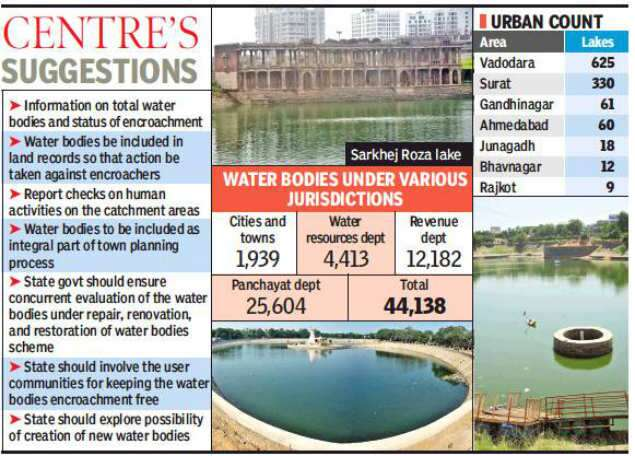 CENTRE'S
SUGGESTIONS
➤ Information on total water
bodies and status of encroachment
➤ Water bodies be included in
land records so that action be
taken against encroachers
➤ Report checks on human
activities on the catchment areas
➤ Water bodies to be included as
integral part of town planning
process
➤ State govt should ensure
concurrent evaluation of the water
bodies under repair, renovation,
and restoration of water bodies
scheme
➤ State should involve the user
communities for keeping the water
bodies encroachment free
➤ State should explore possibility
of creation of new water bodies
Sarkhej Roza lake
WATER BODIES UNDER VARIOUS
JURISDICTIONS
Cities and
towns
1,939
Water
resources dept
4,413
Revenue
dept
12,182
Panchayat dept
25,604
Total
44,138
URBAN COUNT
Area Lakes
Vadodara 625
Surat 330
Gandhinagar 61
Ahmedabad 60
Junagadh 18
Bhavnagar 12
Rajkot 9